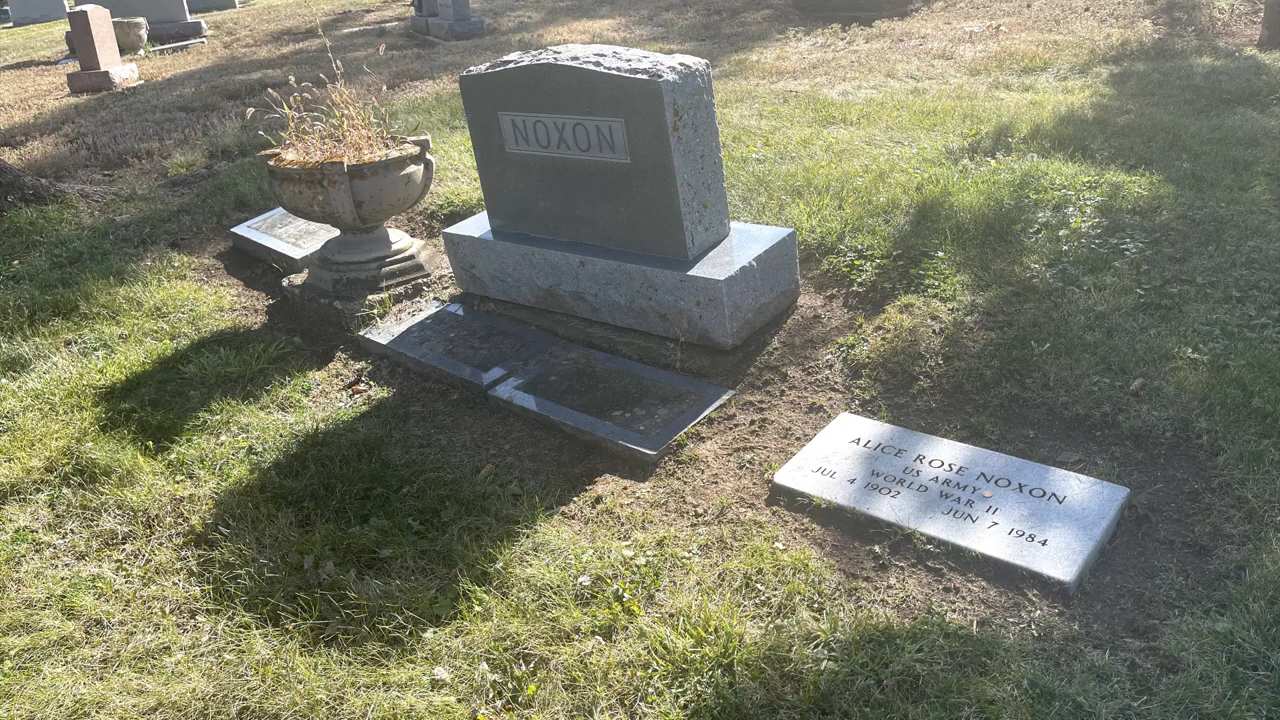 NOXON
ALICE ROSE NOXON
US ARMY
WORLD WAR II
JUL 4 1902
JUN 7 1984